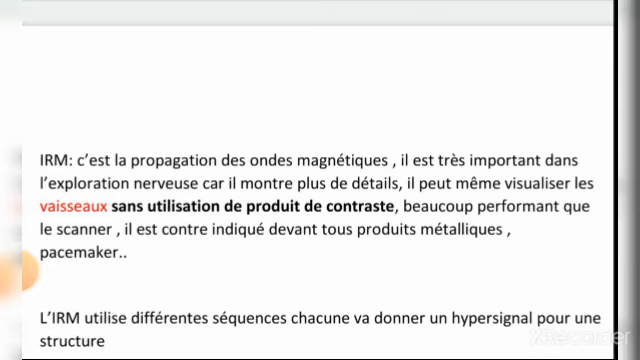 IRM: c’est la propagation des ondes magnétiques , il est très important dans
l’exploration nerveuse car il montre plus de détails, il peut même visualiser les
vaisseaux sans utilisation de produit de contraste, beaucoup performant que
le scanner , il est contre indiqué devant tous produits métalliques ,
pacemaker..
L’IRM utilise différentes séquences chacune va donner un hypersignal pour une
structure
XRecorder